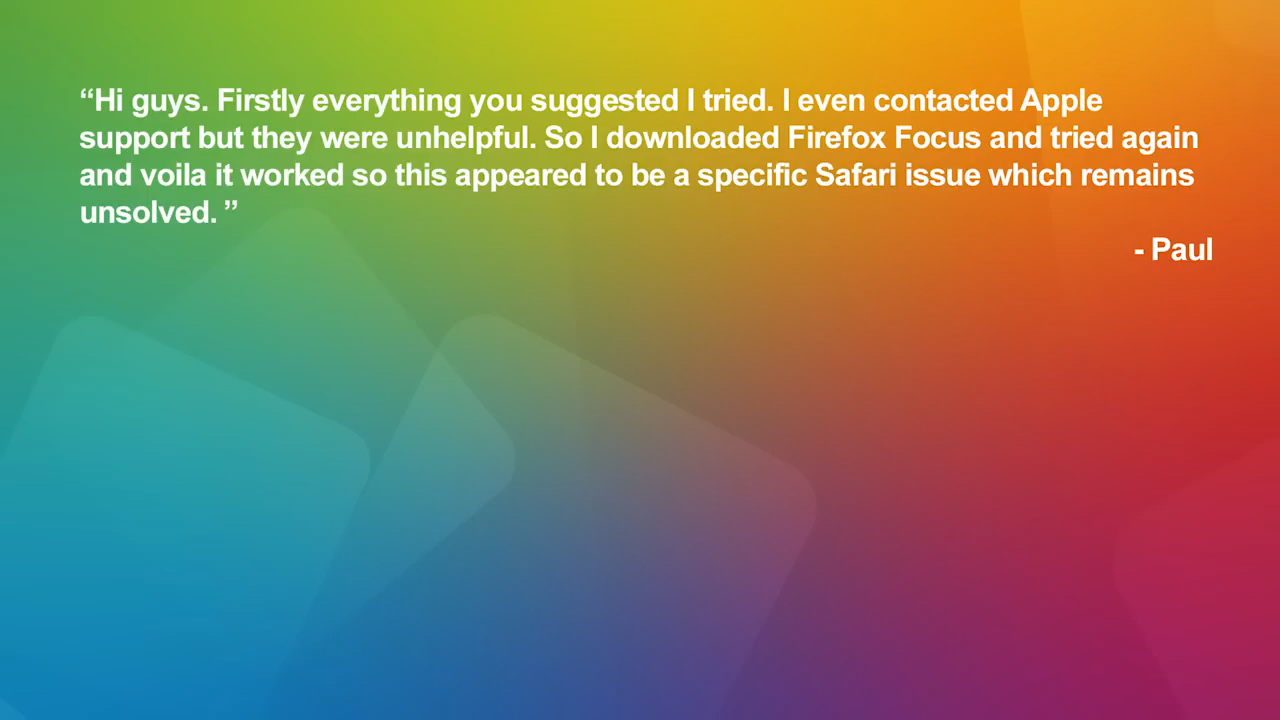 “Hi guys. Firstly everything you suggested I tried. I even contacted Apple
support but they were unhelpful. So I downloaded Firefox Focus and tried again
and voila it worked so this appeared to be a specific Safari issue which remains
unsolved. ”
- Paul